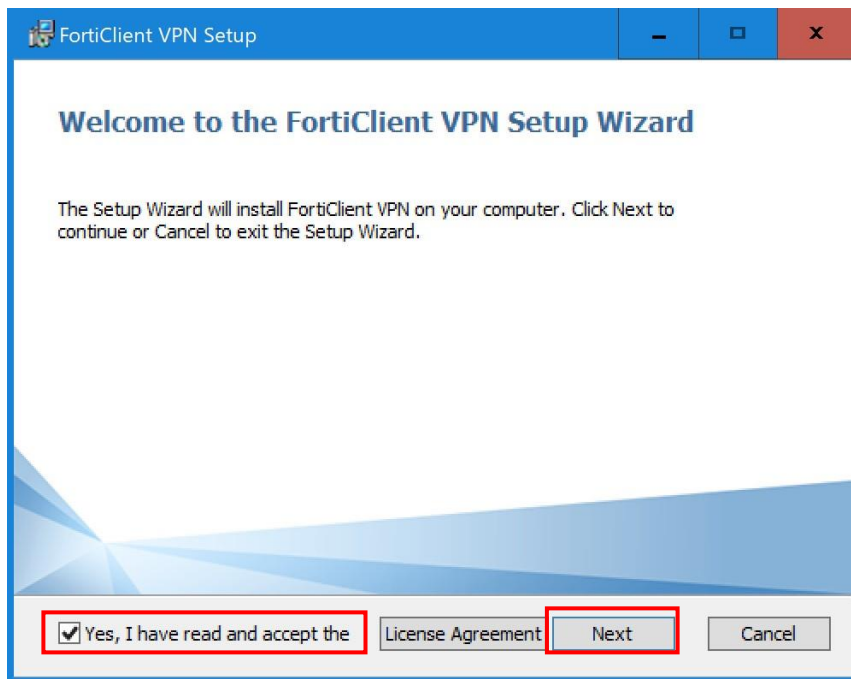 FortiClient VPN Setup
Welcome to the FortiClient VPN Setup Wizard
The Setup Wizard will install FortiClient VPN on your computer. Click Next to
continue or Cancel to exit the Setup Wizard.
Yes, I have read and accept the License Agreement Next Cancel